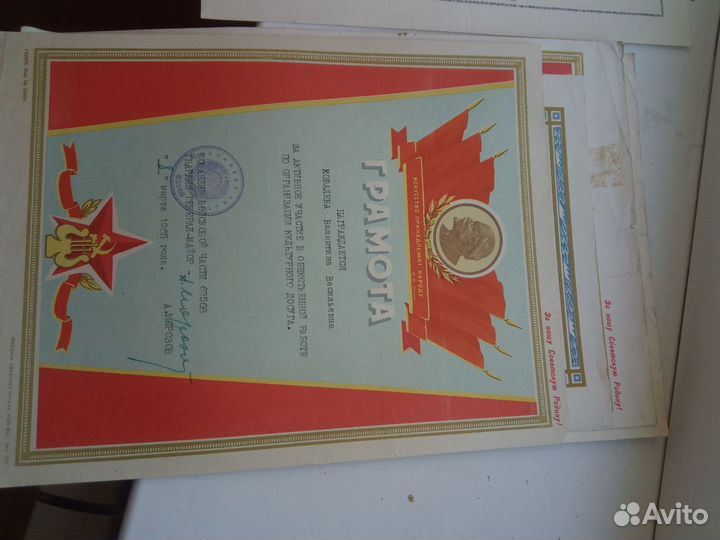 ИСКУССТВО ПРИНАДЛЕЖИТ НАРОДУ
ГРАМОТА
НАГРАЖДАЕТСЯ
КОВАЛЕВА Валентина Васильевна
ЗА АКТИВНОЕ УЧАСТИЕ В ОБЩЕСТВЕННОЙ РАБОТЕ
ПО ОРГАНИЗАЦИИ КУЛЬТУРНОГО ДОСУГА.
КОМАНДИР ВОЙСКОВОЙ ЧАСТИ
ГВАРДИИ ГЕНЕРАЛ-МАЙОР
А.МОРОЗОВ
марта 1965 года.
За нашу Советскую Родину!
За нашу Советскую Родину!
Avito